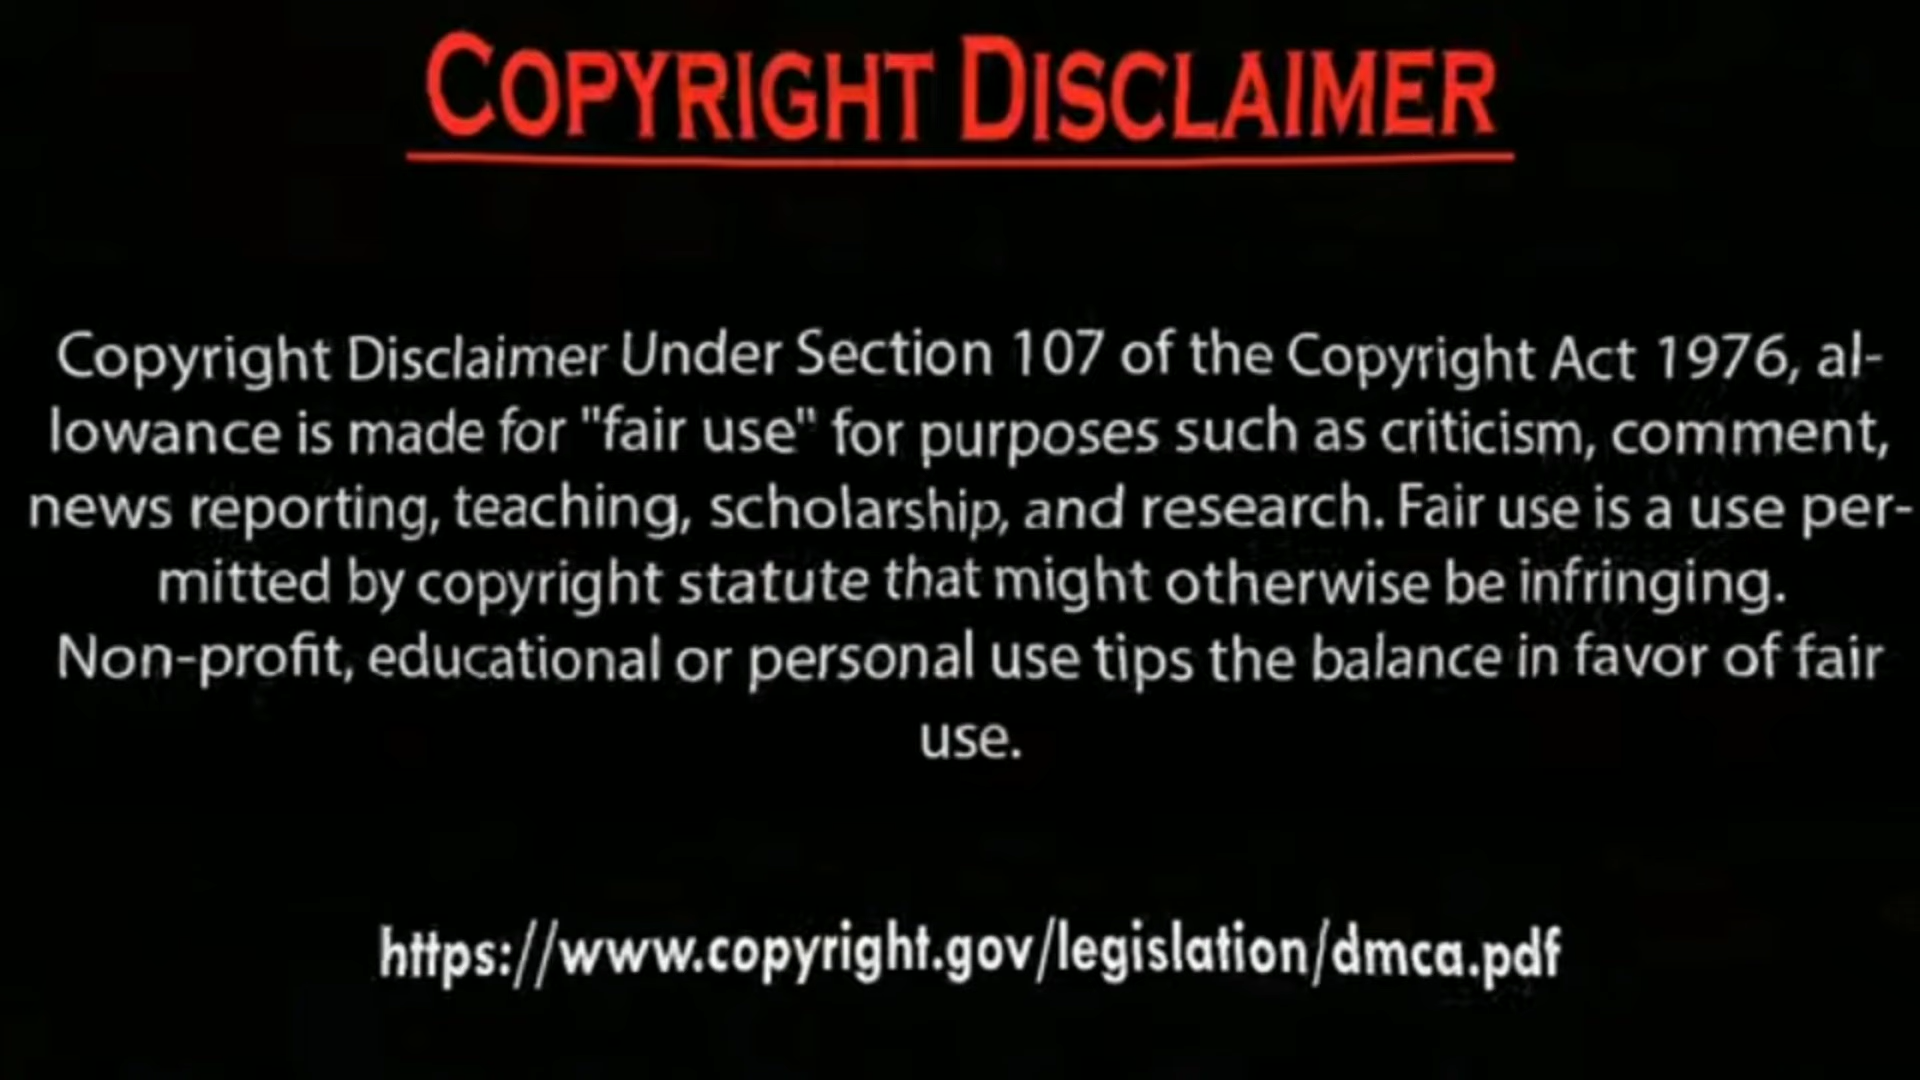 COPYRIGHT DISCLAIMER
Copyright Disclaimer Under Section 107 of the Copyright Act 1976, al-
lowance is made for "fair use" for purposes such as criticism, comment,
news reporting, teaching, scholarship, and research. Fair use is a use per-
mitted by copyright statute that might otherwise be infringing.
Non-profit, educational or personal use tips the balance in favor of fair
use.
https://www.copyright.gov/legislation/dmca.pdf